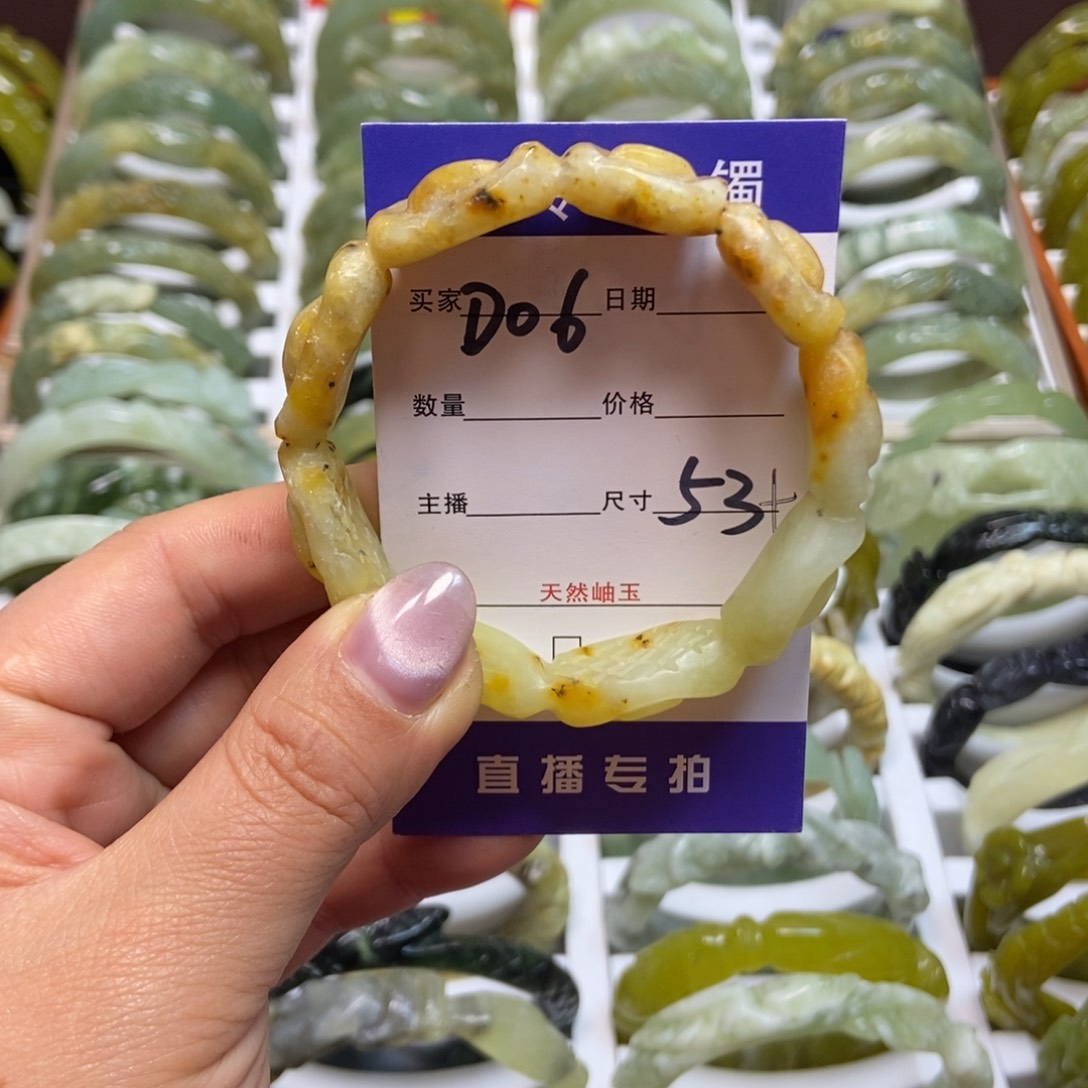 镯
买家 D06 日期
数量 价格
主播 尺寸 53+
天然岫玉
直播专拍